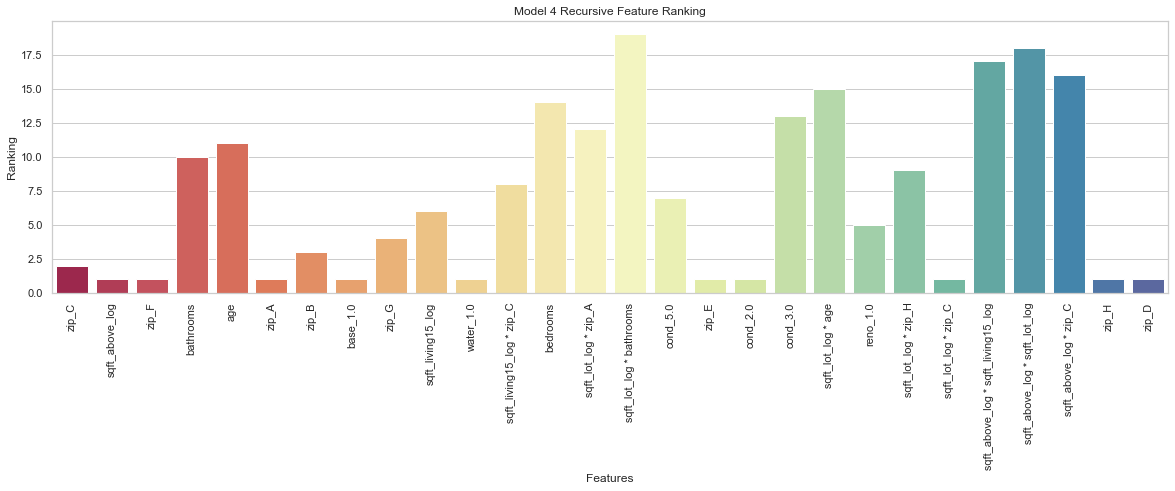 Model 4 Recursive Feature Ranking
Ranking
17.5
15.0
12.5
10.0
7.5
5.0
2.5
0.0
zip_C
sqft_above_log
zip_F
bathrooms
age
zip_A
zip_B
base_1.0
zip_G
sqft_living15_log
water_1.0
sqft_living15_log * zip_C
bedrooms
sqft_lot_log * zip_A
sqft_lot_log * bathrooms
cond_5.0
zip_E
cond_2.0
cond_3.0
sqft_lot_log * age
reno_1.0
sqft_lot_log * zip_H
sqft_lot_log * zip_C
sqft_above_log * sqft_living15_log
sqft_above_log * sqft_lot_log
sqft_above_log * zip_C
zip_H
zip_D
Features